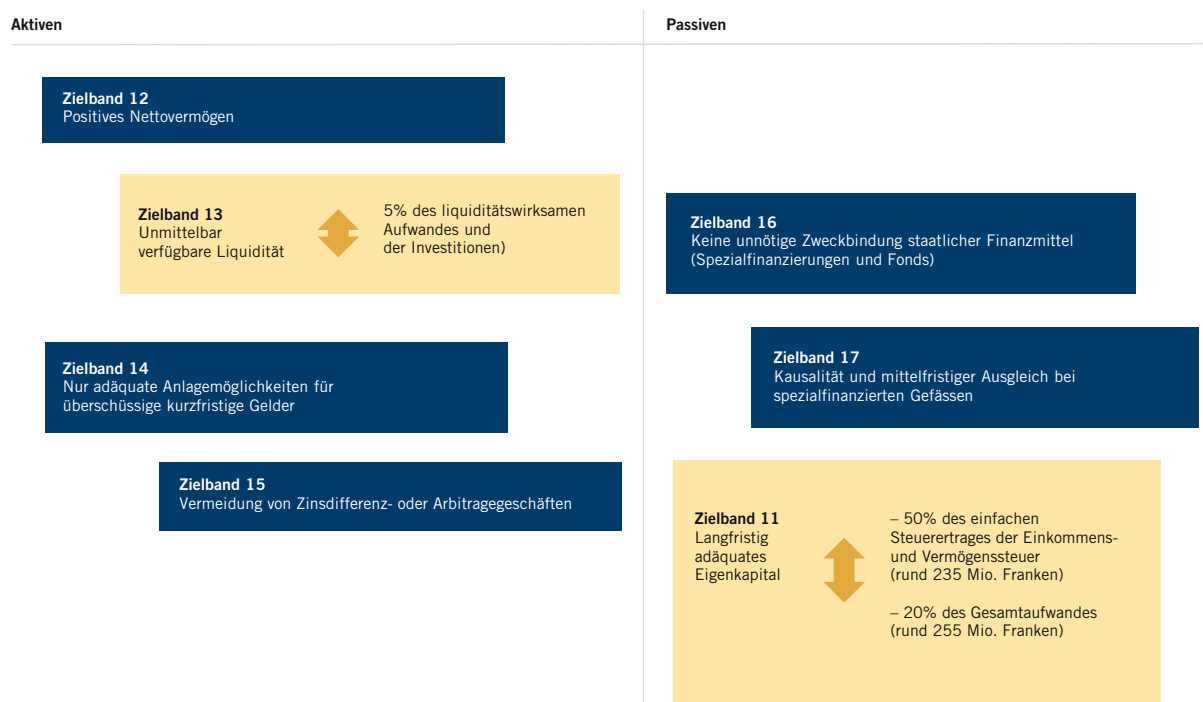 Aktiven
Zielband 12
Positives Nettovermögen
Zielband 13
Unmittelbar
verfügbare Liquidität
5% des liquiditätswirksamen
Aufwandes und
der Investitionen)
Zielband 14
Nur adäquate Anlagemöglichkeiten für
überschüssige kurzfristige Gelder
Zielband 15
Vermeidung von Zinsdifferenz- oder Arbitragegeschäften
Passiven
Zielband 16
Keine unnötige Zweckbindung staatlicher Finanzmittel
(Spezialfinanzierungen und Fonds)
Zielband 17
Kausalität und mittelfristiger Ausgleich bei
spezialfinanzierten Gefässen
Zielband 11
Langfristig
adäquates
Eigenkapital
– 50% des einfachen
Steuerertrages der Einkommens-
und Vermögenssteuer
(rund 235 Mio. Franken)
– 20% des Gesamtaufwandes
(rund 255 Mio. Franken)